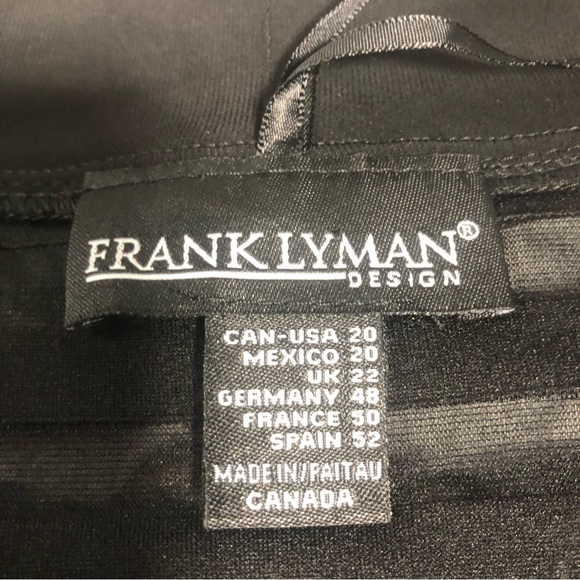 FRANK LYMAN®
DESIGN
CAN-USA 20
MEXICO 20
UK 22
GERMANY 48
FRANCE 50
SPAIN 52
MADE IN/FAIT AU
CANADA